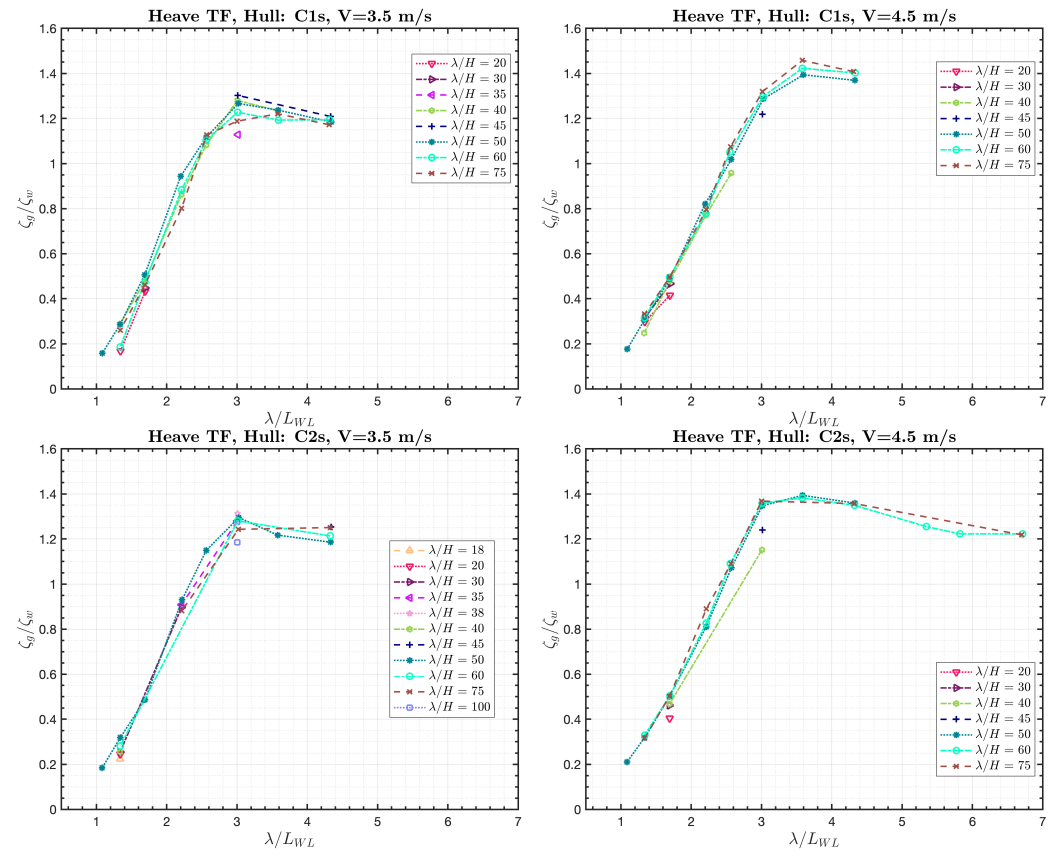 Heave TF, Hull: C1s, V=3.5 m/s
1.6
1.4
1.2
1
0.8
0.6
0.4
0.2
0
ζg/ζw
λ/H = 20
λ/H = 30
λ/H = 35
λ/H = 40
λ/H = 45
λ/H = 50
λ/H = 60
λ/H = 75
1 2 3 4 5 6 7
λ/LWL
Heave TF, Hull: C1s, V=4.5 m/s
1.6
1.4
1.2
1
0.8
0.6
0.4
0.2
0
ζg/ζw
λ/H = 20
λ/H = 30
λ/H = 40
λ/H = 45
λ/H = 50
λ/H = 60
λ/H = 75
1 2 3 4 5 6 7
λ/LWL
Heave TF, Hull: C2s, V=3.5 m/s
1.6
1.4
1.2
1
0.8
0.6
0.4
0.2
0
ζg/ζw
λ/H = 18
λ/H = 20
λ/H = 30
λ/H = 35
λ/H = 38
λ/H = 40
λ/H = 45
λ/H = 50
λ/H = 60
λ/H = 75
λ/H = 100
1 2 3 4 5 6 7
λ/LWL
Heave TF, Hull: C2s, V=4.5 m/s
1.6
1.4
1.2
1
0.8
0.6
0.4
0.2
0
ζg/ζw
λ/H = 20
λ/H = 30
λ/H = 40
λ/H = 45
λ/H = 50
λ/H = 60
λ/H = 75
1 2 3 4 5 6 7
λ/LWL